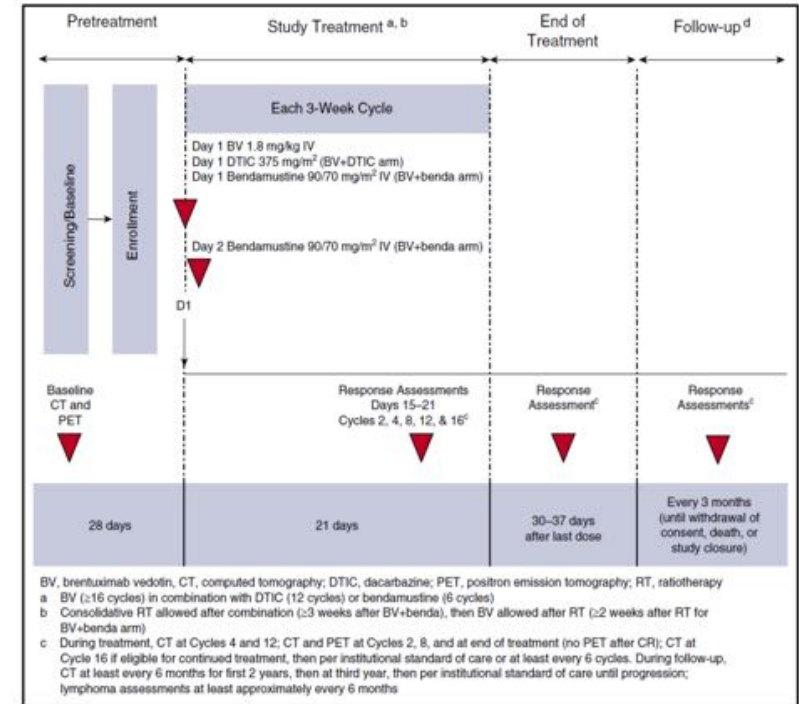 Pretreatment
Study Treatment a, b
End of
Treatment
Follow-up d
Each 3-Week Cycle
Screening/Baseline
Enrollment
Day 1 BV 1.8 mg/kg IV
Day 1 DTIC 375 mg/m² (BV+DTIC arm)
Day 1 Bendamustine 90/70 mg/m² IV (BV+benda arm)
Day 2 Bendamustine 90/70 mg/m² IV (BV+benda arm)
D1
Baseline
CT and
PET
Response Assessments
Days 15–21
Cycles 2, 4, 8, 12, & 16c
Response
Assessmentc
Response
Assessmentsc
28 days
21 days
30–37 days
after last dose
Every 3 months
(until withdrawal of
consent, death, or
study closure)
BV, brentuximab vedotin, CT, computed tomography; DTIC, dacarbazine; PET, positron emission tomography; RT, ratiotherapy
a BV (≥16 cycles) in combination with DTIC (12 cycles) or bendamustine (6 cycles)
b Consolidative RT allowed after combination (≥3 weeks after BV+benda), then BV allowed after RT (≥2 weeks after RT for
BV+benda arm)
c During treatment, CT at Cycles 4 and 12; CT and PET at Cycles 2, 8, and at end of treatment (no PET after CR); CT at
Cycle 16 if eligible for continued treatment, then per institutional standard of care or at least every 6 cycles. During follow-up,
CT at least every 6 months for first 2 years, then at third year, then per institutional standard of care until progression;
lymphoma assessments at least approximately every 6 months